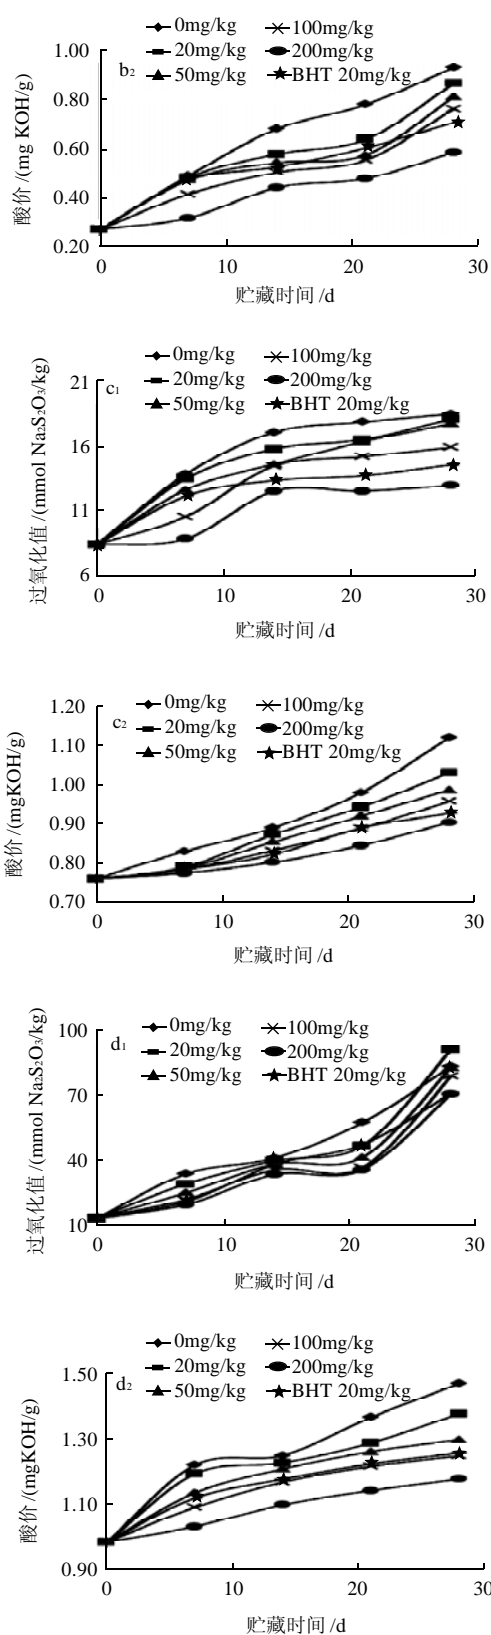 0mg/kg 100mg/kg
20mg/kg 200mg/kg
50mg/kg BHT 20mg/kg
b₂
酸价/(mg KOH/g)
1.00
0.80
0.60
0.40
0.20
0 10 20 30
贮藏时间/d
0mg/kg 100mg/kg
20mg/kg 200mg/kg
50mg/kg BHT 20mg/kg
c₁
过氧化值/(mmol Na₂S₂O₃/kg)
21
16
11
6
0 10 20 30
贮藏时间/d
0mg/kg 100mg/kg
20mg/kg 200mg/kg
50mg/kg BHT 20mg/kg
c₂
酸价/(mgKOH/g)
1.20
1.10
1.00
0.90
0.80
0.70
0 10 20 30
贮藏时间/d
0mg/kg 100mg/kg
20mg/kg 200mg/kg
50mg/kg BHT 20mg/kg
d₁
过氧化值/(mmol Na₂S₂O₃/kg)
100
70
40
10
0 10 20 30
贮藏时间/d
0mg/kg 100mg/kg
20mg/kg 200mg/kg
50mg/kg BHT 20mg/kg
d₂
酸价/(mgKOH/g)
1.50
1.30
1.10
0.90
0 10 20 30
贮藏时间/d